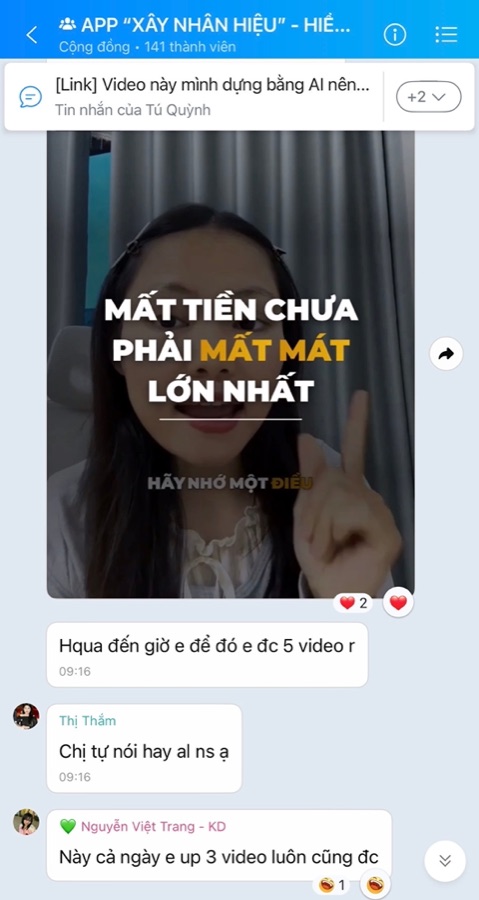 APP “XÂY NHÂN HIỆU” - HIỀ...
Cộng đồng • 141 thành viên
[Link] Video này mình dựng bằng AI nên...
Tin nhắn của Tú Quỳnh
+2
MẤT TIỀN CHƯA
PHẢI MẤT MÁT
LỚN NHẤT
HÃY NHỚ MỘT ĐIỀU
2
Hqua đến giờ e để đó e đc 5 video r
09:16
Thị Thắm
Chị tự nói hay al ns ạ
09:16
Nguyễn Việt Trang - KD
Này cả ngày e up 3 video luôn cũng đc
1